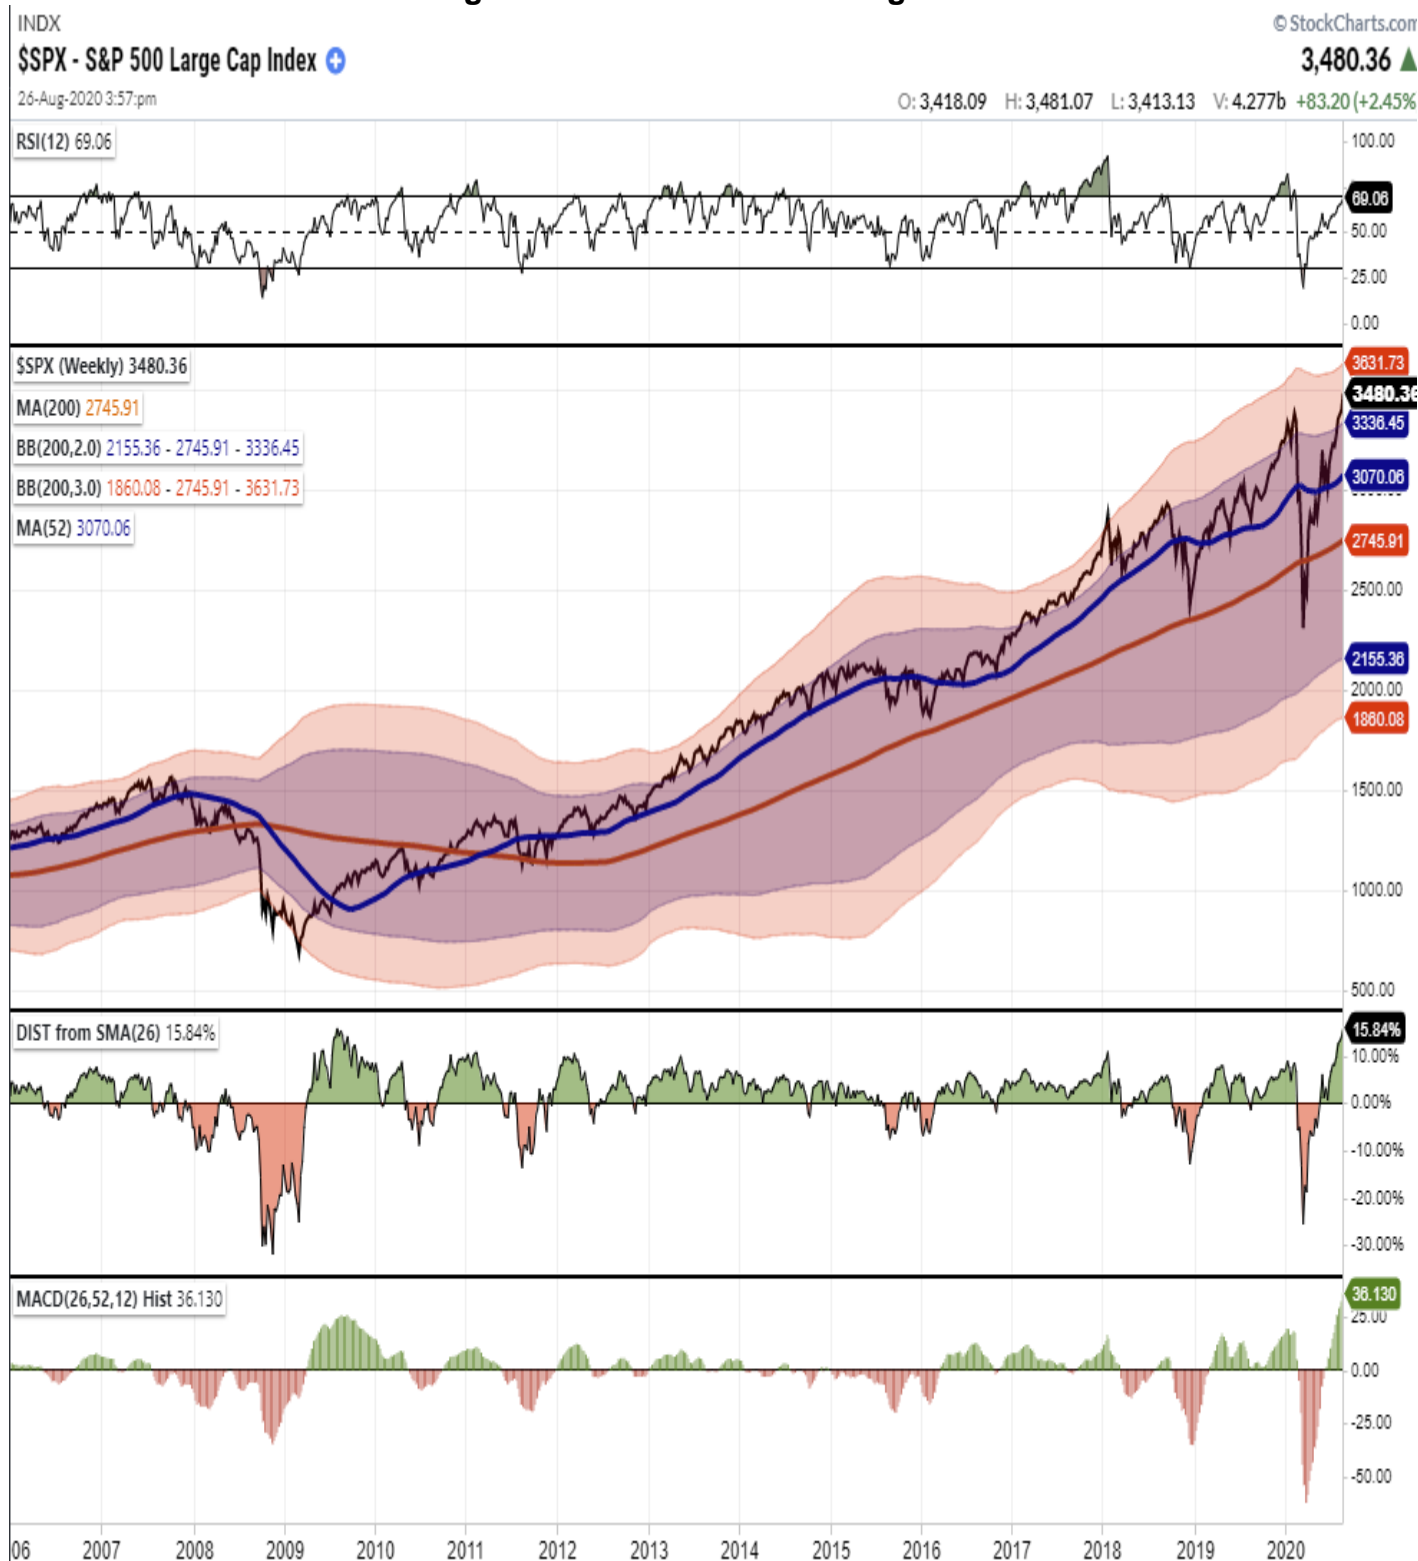 INDX
© StockCharts.com
$SPX - S&P 500 Large Cap Index
3,480.36
26-Aug-2020 3:57:pm
O: 3,418.09 H: 3,481.07 L: 3,413.13 V: 4.277b +83.20 (+2.45%
RSI(12) 69.06
100.00
69.06
50.00
25.00
0.00
$SPX (Weekly) 3480.36
MA(200) 2745.91
BB(200,2.0) 2155.36 - 2745.91 - 3336.45
BB(200,3.0) 1860.08 - 2745.91 - 3631.73
MA(52) 3070.06
3631.73
3480.36
3336.45
3070.06
2745.91
2500.00
2155.36
2000.00
1860.08
1500.00
1000.00
500.00
DIST from SMA(26) 15.84%
15.84%
10.00%
0.00%
-10.00%
-20.00%
-30.00%
MACD(26,52,12) Hist 36.130
36.130
25.00
0.00
-25.00
-50.00
06 2007 2008 2009 2010 2011 2012 2013 2014 2015 2016 2017 2018 2019 2020